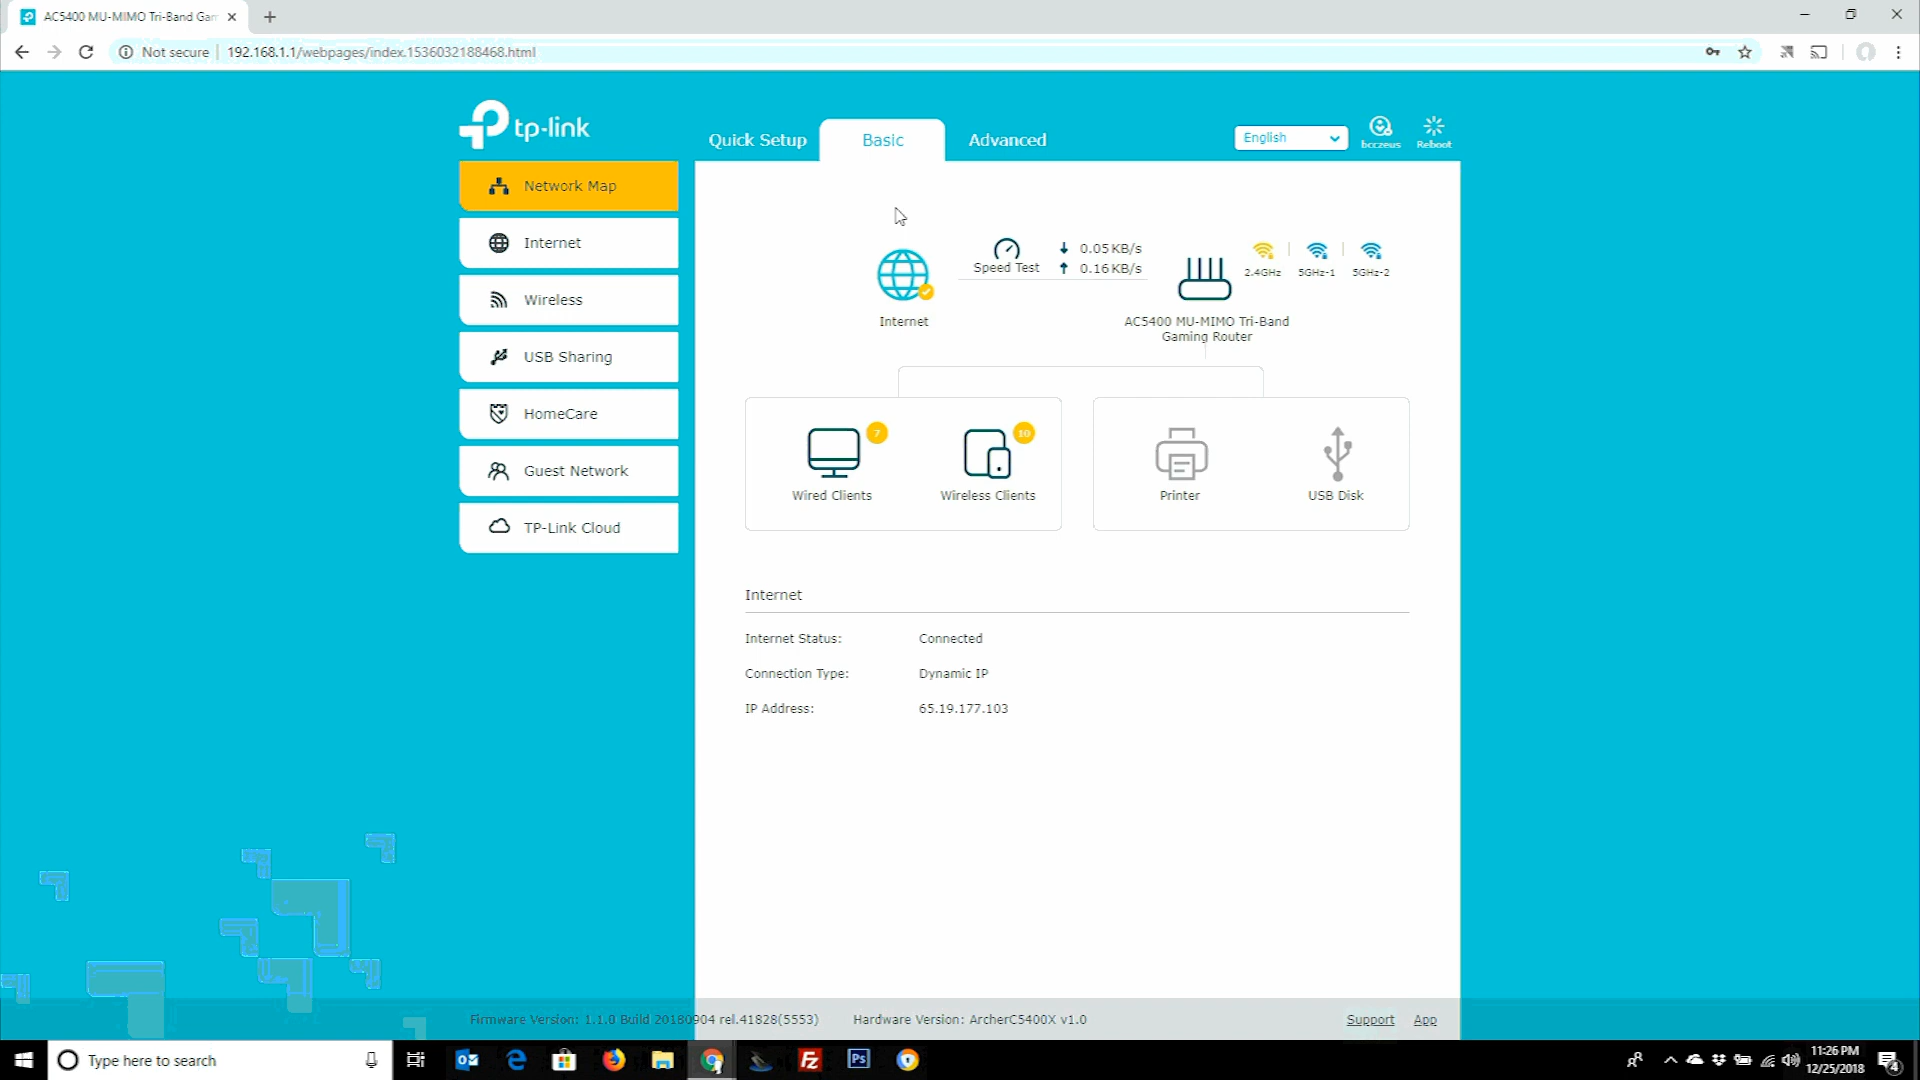 AC5400 MU-MIMO Tri-Band Gam
Not secure | 192.168.1.1/webpages/index.1536032188468.html
tp-link
Quick Setup
Basic
Advanced
English
bcczeus
Reboot
Network Map
Internet
Wireless
USB Sharing
HomeCare
Guest Network
TP-Link Cloud
Speed Test
0.05 KB/s
0.16 KB/s
2.4GHz
5GHz-1
5GHz-2
Internet
AC5400 MU-MIMO Tri-Band
Gaming Router
7
10
Wired Clients
Wireless Clients
Printer
USB Disk
Internet
Internet Status: Connected
Connection Type: Dynamic IP
IP Address: 65.19.177.103
Firmware Version: 1.1.0 Build 20180904 rel.41828(5553)
Hardware Version: ArcherC5400X v1.0
Support
App
Type here to search
Ps
11:26 PM
12/25/2018
4